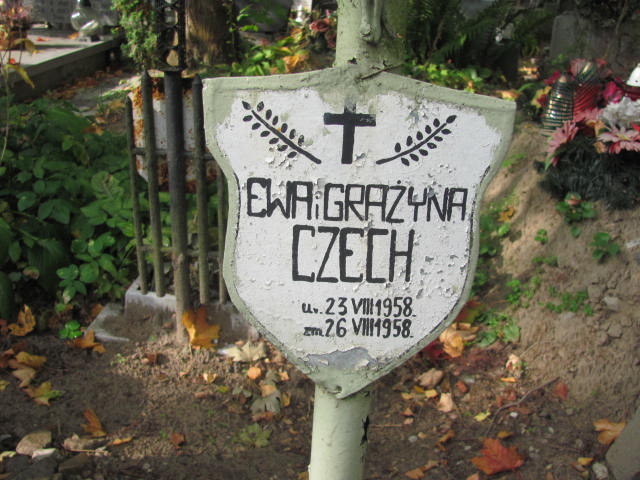 EWA i GRAŻYNA
CZECH
ur. 23 VIII 1958.
zm. 26 VIII 1958.